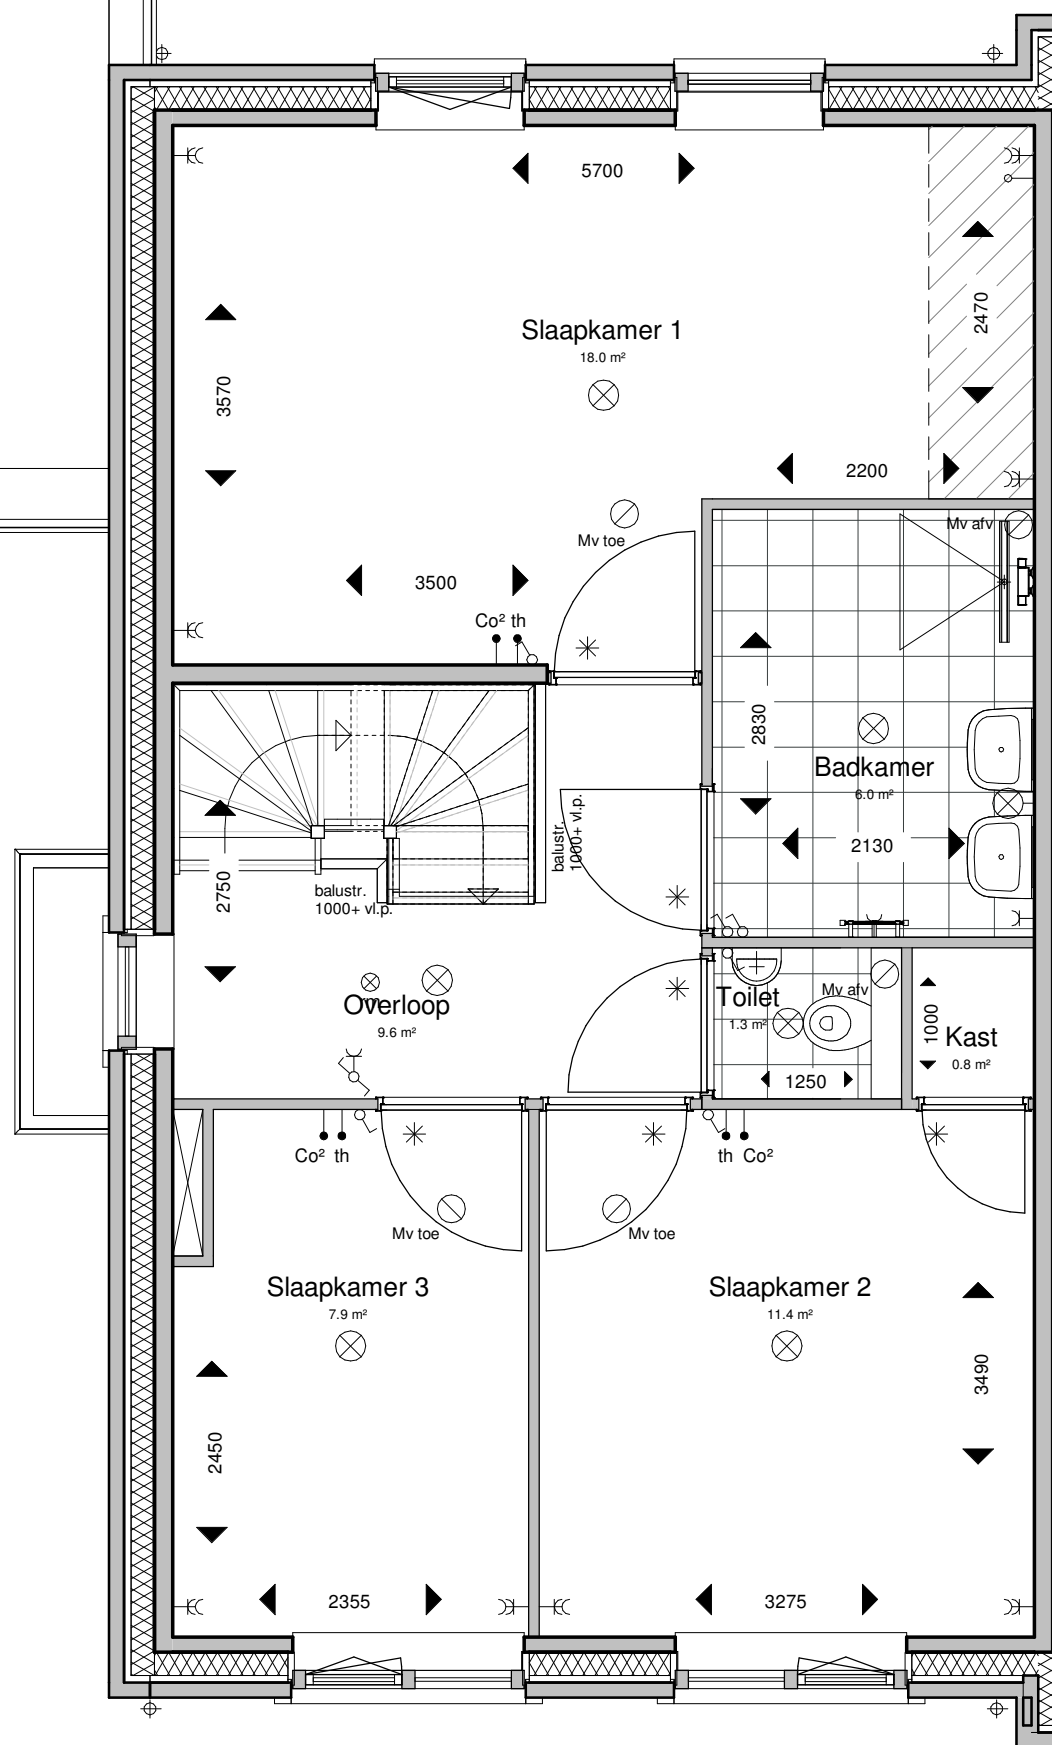 5700
2470
Slaapkamer 1
18.0 m²
3570
2200
Mv toe
Mv afv
3500
Co² th
2830
Badkamer
6.0 m²
2130
balustr.
1000+ vl.p.
2750
balustr.
1000+ vl.p.
Overloop
9.6 m²
Toilet
1.3 m²
Mv afv
1250
1000
Kast
0.8 m²
Co² th
th Co²
Mv toe
Mv toe
Slaapkamer 3
7.9 m²
Slaapkamer 2
11.4 m²
3490
2450
2355
3275